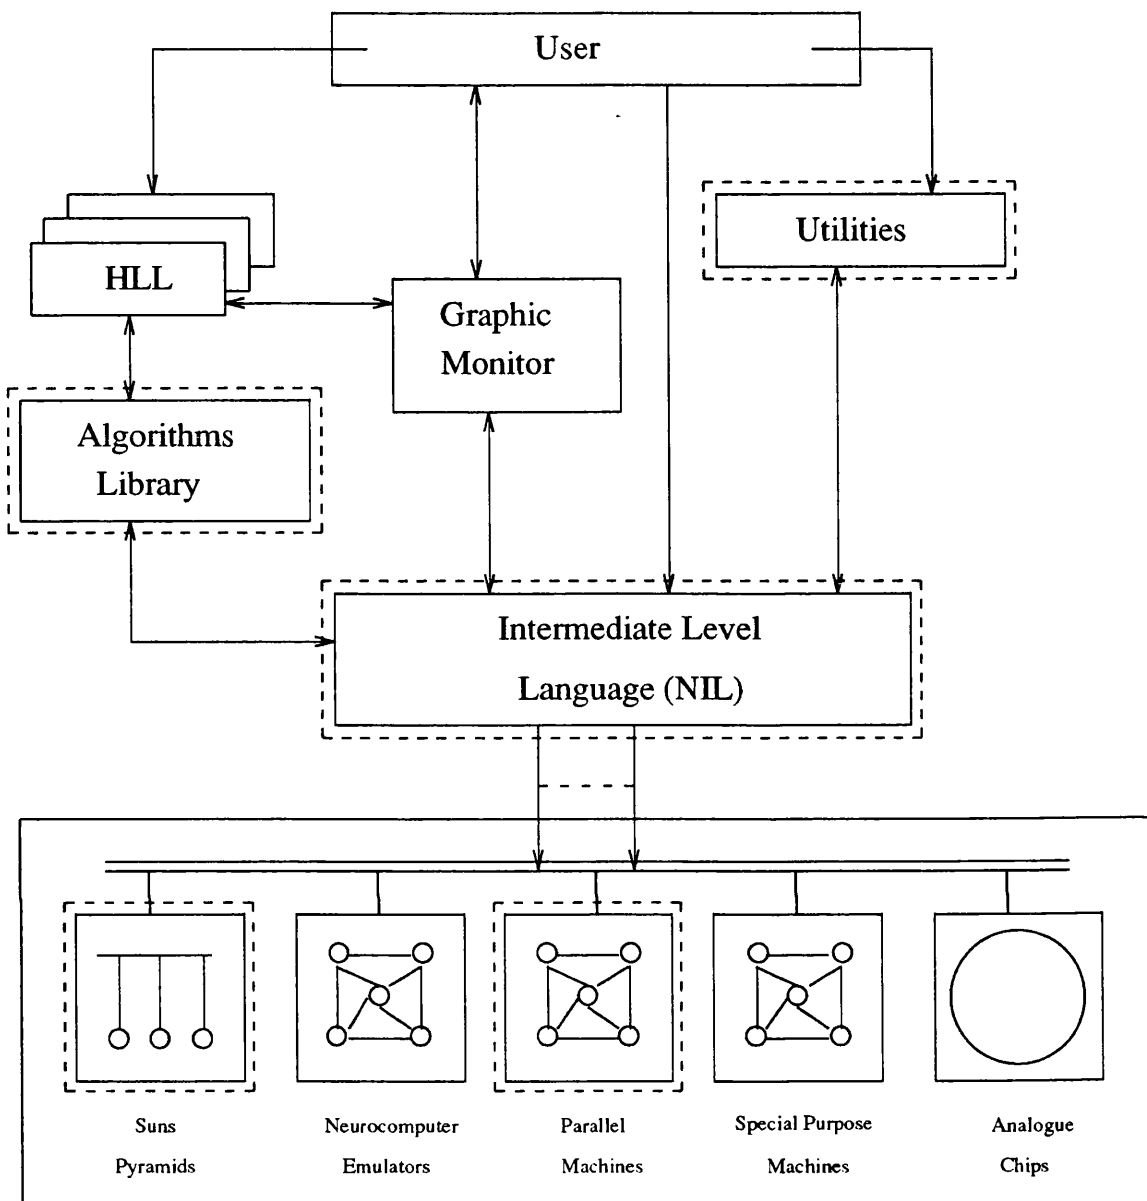 User
Utilities
HLL
Graphic
Monitor
Algorithms
Library
Intermediate Level
Language (NIL)
Suns
Pyramids
Neurocomputer
Emulators
Parallel
Machines
Special Purpose
Machines
Analogue
Chips